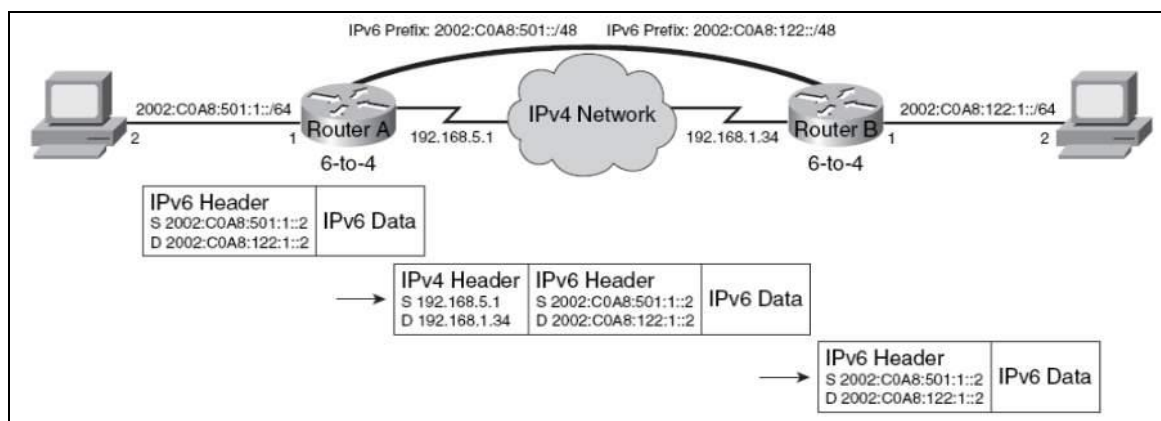 IPv6 Prefix: 2002:C0A8:501::/48 IPv6 Prefix: 2002:C0A8:122::/48
2002:C0A8:501:1::/64
2
1
Router A
6-to-4
192.168.5.1
IPv4 Network
192.168.1.34
Router B
6-to-4
2002:C0A8:122:1::/64
1
2
IPv6 Header
S 2002:C0A8:501:1::2
D 2002:C0A8:122:1::2
IPv6 Data
IPv4 Header
S 192.168.5.1
D 192.168.1.34
IPv6 Header
S 2002:C0A8:501:1::2
D 2002:C0A8:122:1::2
IPv6 Data
IPv6 Header
S 2002:C0A8:501:1::2
D 2002:C0A8:122:1::2
IPv6 Data